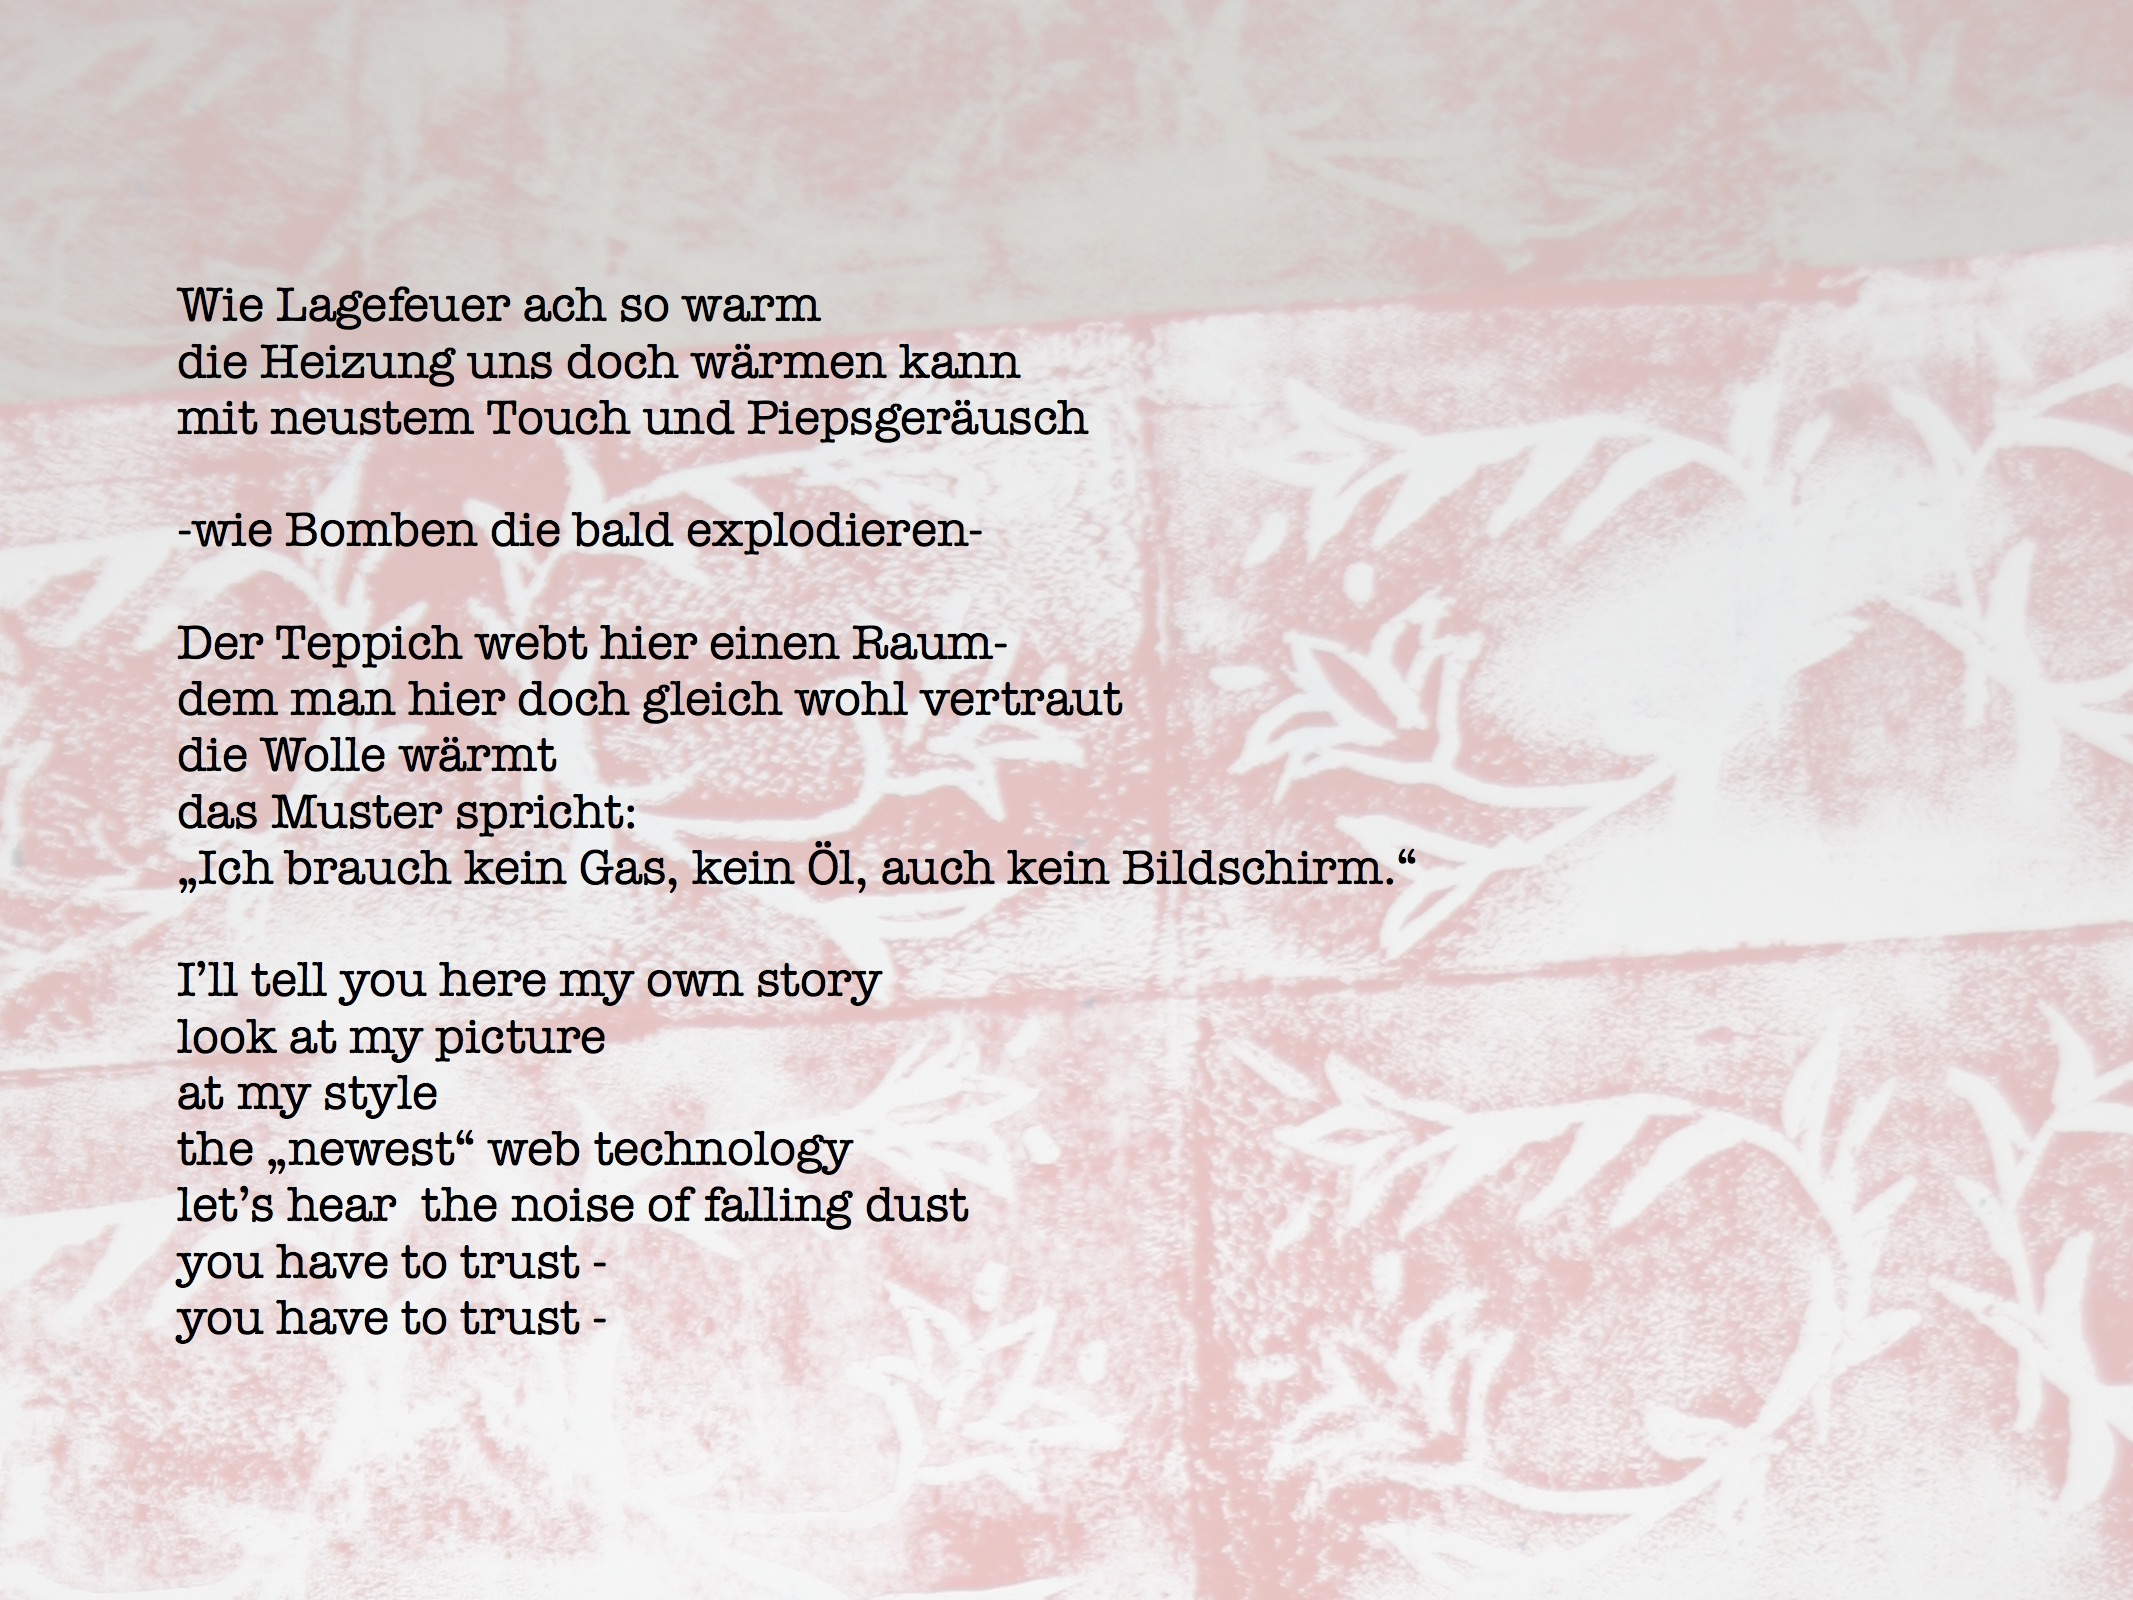 Wie Lagefeuer ach so warm
die Heizung uns doch wärmen kann
mit neustem Touch und Piepsgeräusch
-wie Bomben die bald explodieren-
Der Teppich webt hier einen Raum-
dem man hier doch gleich wohl vertraut
die Wolle wärmt
das Muster spricht:
„Ich brauch kein Gas, kein Öl, auch kein Bildschirm.“
I’ll tell you here my own story
look at my picture
at my style
the „newest“ web technology
let’s hear  the noise of falling dust
you have to trust -
you have to trust -